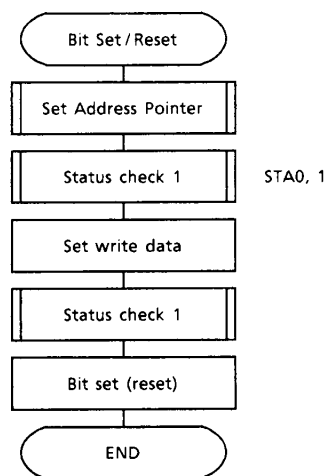 Bit Set / Reset
Set Address Pointer
Status check 1 STA0, 1
Set write data
Status check 1
Bit set (reset)
END